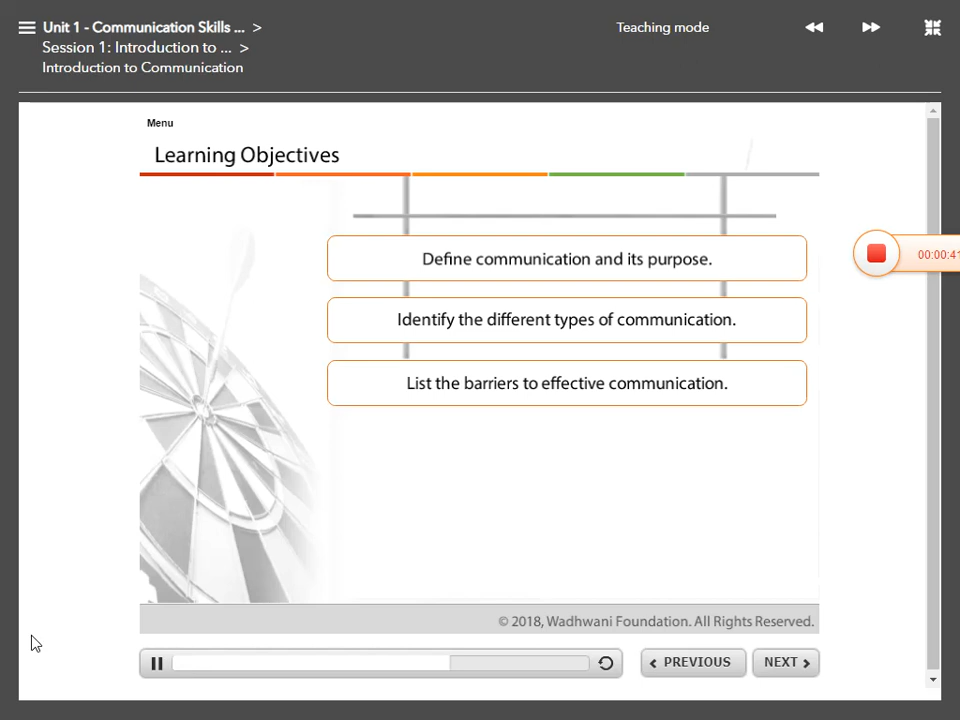 Unit 1 - Communication Skills ... >
Teaching mode
Session 1: Introduction to ... >
Introduction to Communication
Menu
Learning Objectives
Define communication and its purpose.
00:00:41
Identify the different types of communication.
List the barriers to effective communication.
© 2018, Wadhwani Foundation. All Rights Reserved.
PREVIOUS
NEXT